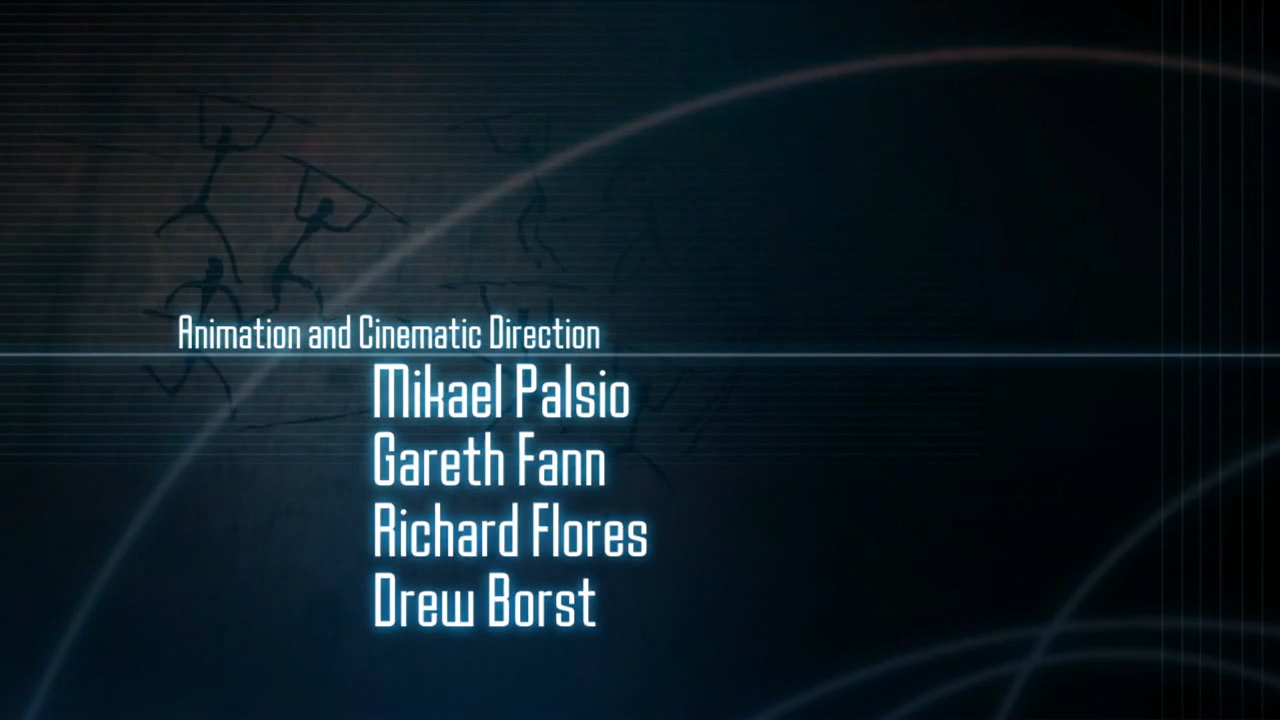 Animation and Cinematic Direction
Mikael Palsio
Gareth Fann
Richard Flores
Drew Borst